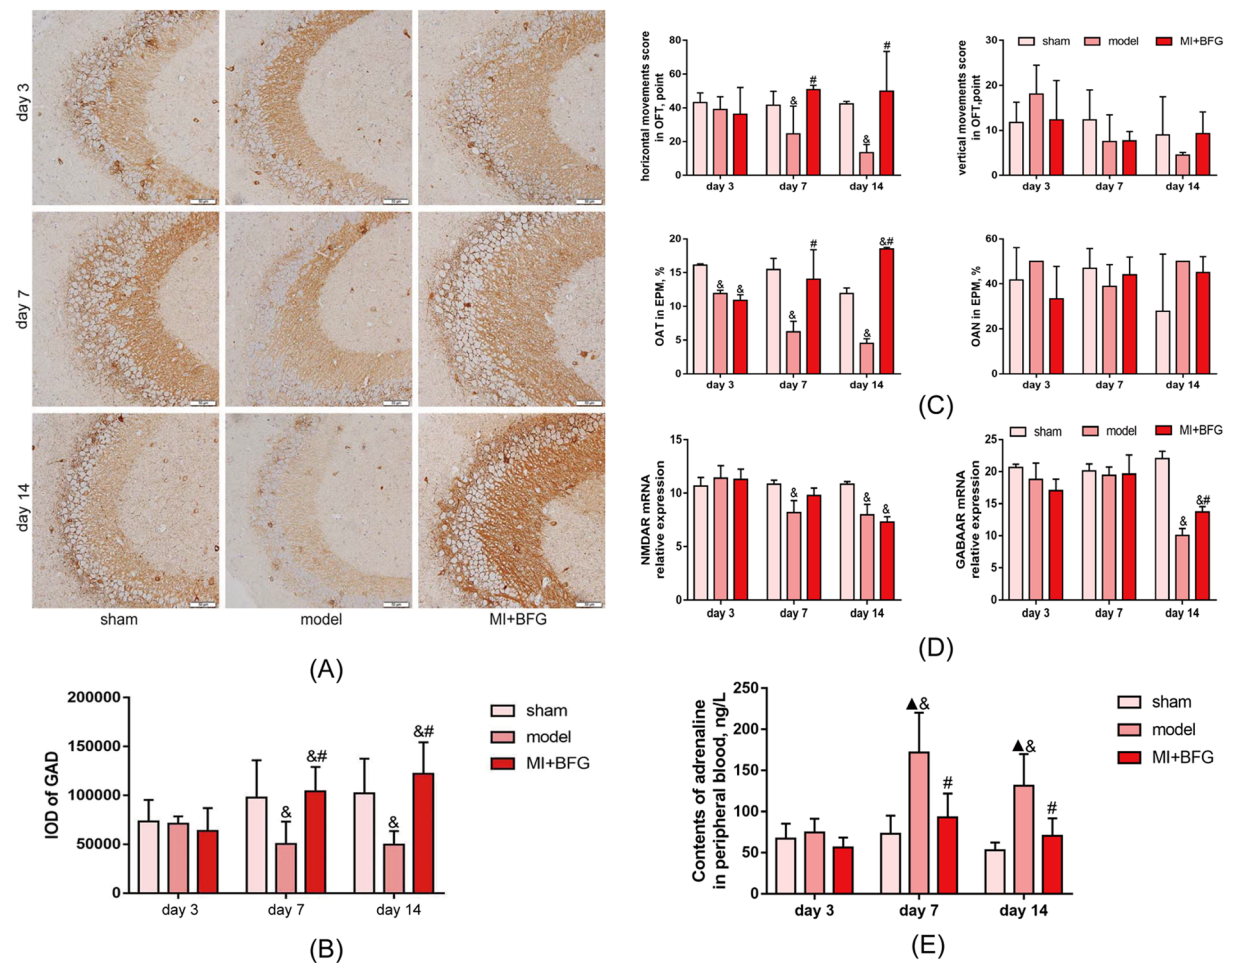 day 3
day 7
day 14
sham
model
MI+BFG
(A)
IOD of GAD
200000
150000
100000
50000
0
&
&#
&
&#
day 3
day 7
day 14
sham
model
MI+BFG
(B)
horizontal movements score
in OFT, point
80
60
40
20
0
&
#
&
#
day 3
day 7
day 14
vertical movements score
in OFT,point
30
20
10
0
sham
model
MI+BFG
day 3
day 7
day 14
OAT in EPM, %
20
15
10
5
0
&
&
&
#
&
&#
day 3
day 7
day 14
OAN in EPM, %
60
40
20
0
day 3
day 7
day 14
(C)
NMDAR mRNA
relative expression
15
10
5
0
&
&
&
day 3
day 7
day 14
GABAAR mRNA
relative expression
25
20
15
10
5
0
sham
model
MI+BFG
&
&#
day 3
day 7
day 14
(D)
Contents of adrenaline
in peripheral blood, ng/L
250
200
150
100
50
0
▲&
#
▲&
#
day 3
day 7
day 14
sham
model
MI+BFG
(E)